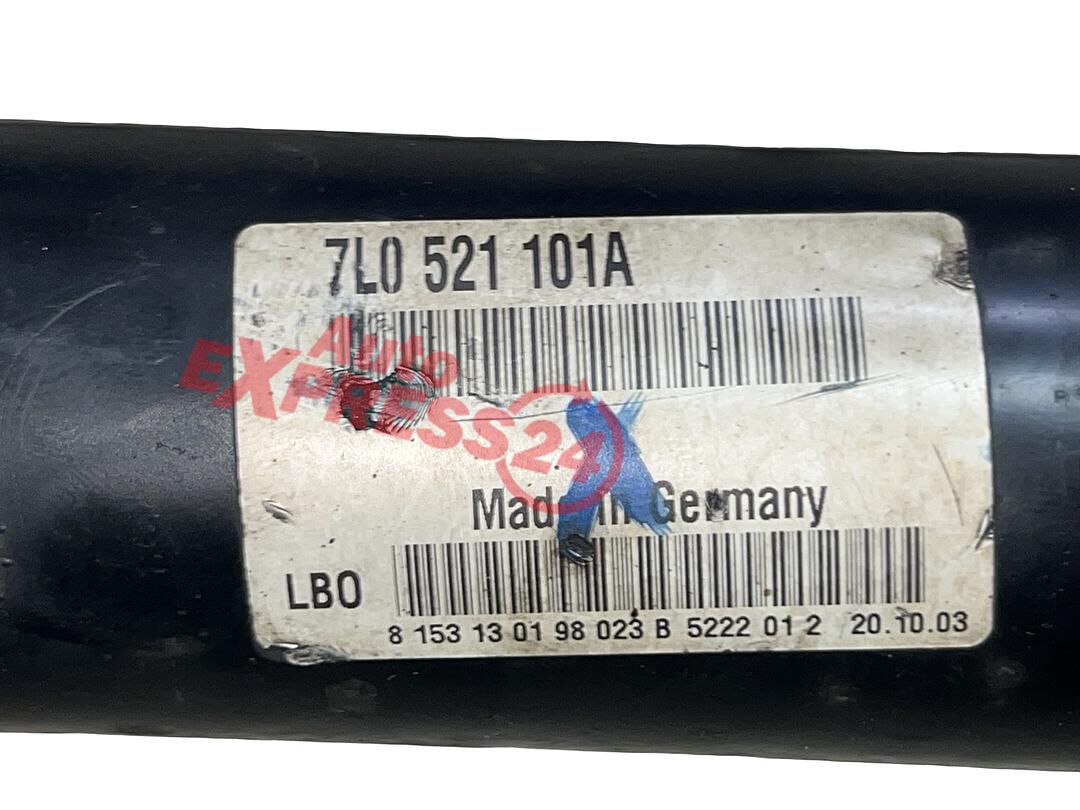 7L0 521 101A
Auto
EXPRESS24
Made in Germany
LBO
8 153 13 01 98 023 B 5222 01 2 20.10.03